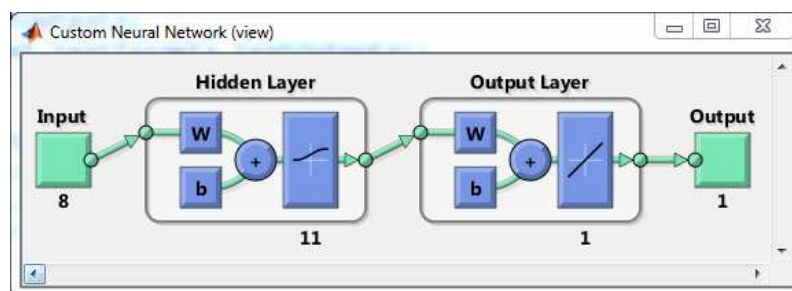 Custom Neural Network (view)
Hidden Layer
Output Layer
Input
Output
W
b
+
W
b
+
8
11
1
1